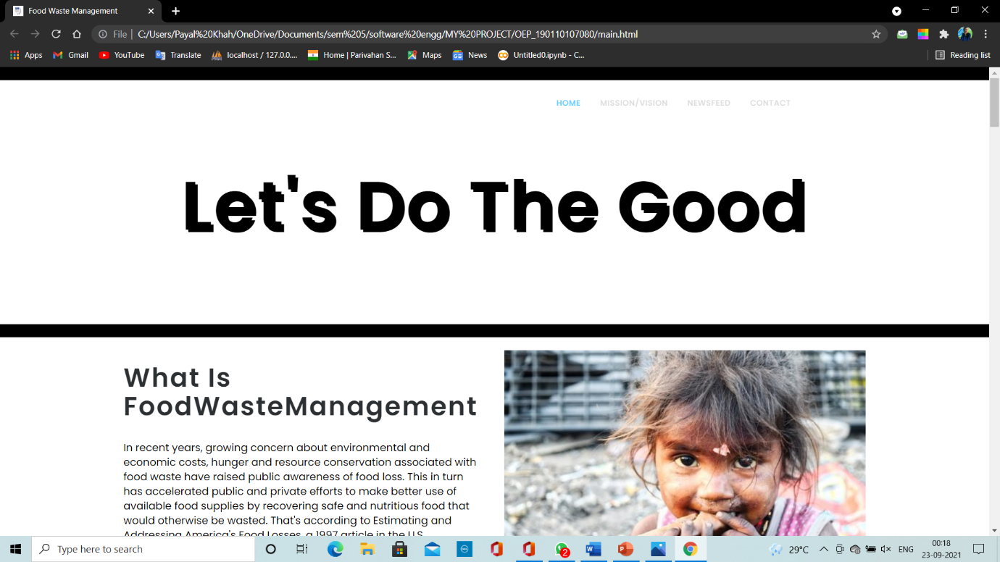 Food Waste Management
File
C:/Users/Payal%20Khah/OneDrive/Documents/sem%205/software%20engg/MY%20PROJECT/OEP_190110107080/main.html
Apps Gmail YouTube Translate localhost / 127.0.0.... Home | Parivahan S... Maps News Untitled0.ipynb - C... Reading list
HOME MISSION/VISION NEWSFEED CONTACT
Let's Do The Good
What Is
FoodWasteManagement
In recent years, growing concern about environmental and
economic costs, hunger and resource conservation associated with
food waste have raised public awareness of food loss. This in turn
has accelerated public and private efforts to make better use of
available food supplies by recovering safe and nutritious food that
would otherwise be wasted. That's according to Estimating and
Addressing America's Food Losses, a 1997 article in the U.S.
Type here to search
2
29°C
ENG
00:18
23-09-2021